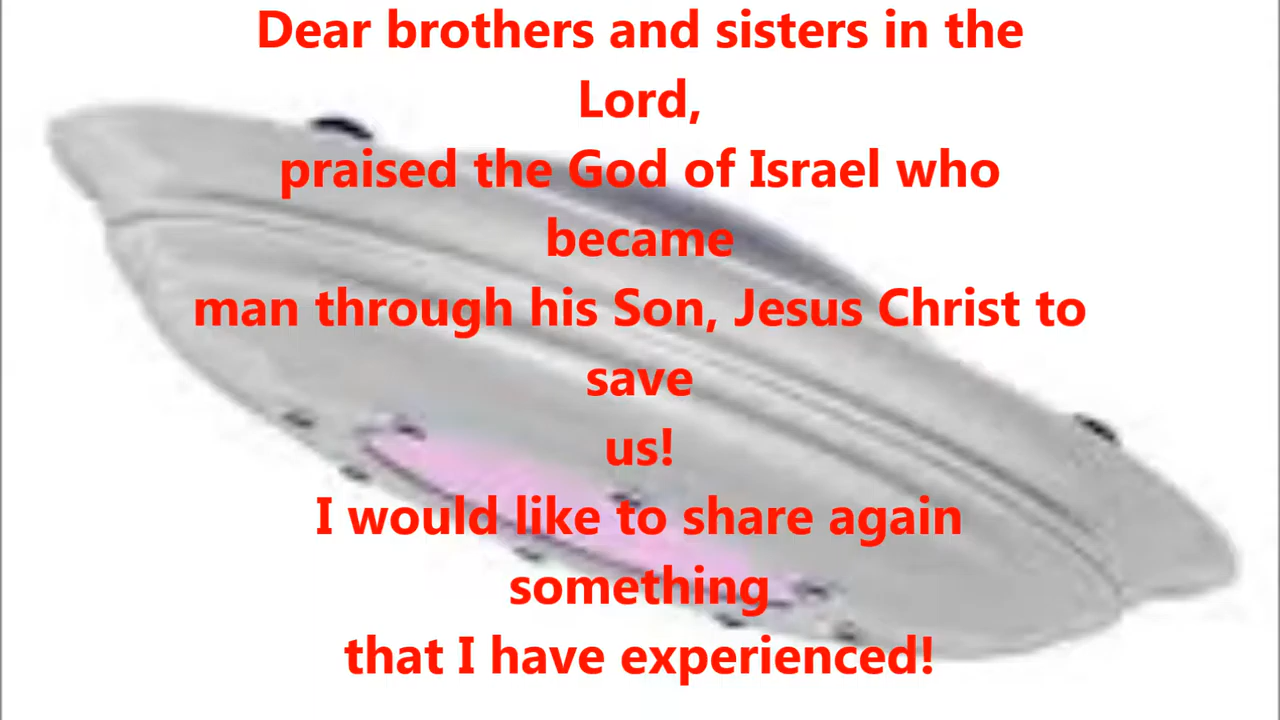 Dear brothers and sisters in the
Lord,
praised the God of Israel who
became
man through his Son, Jesus Christ to
save
us!
I would like to share again
something
that I have experienced!